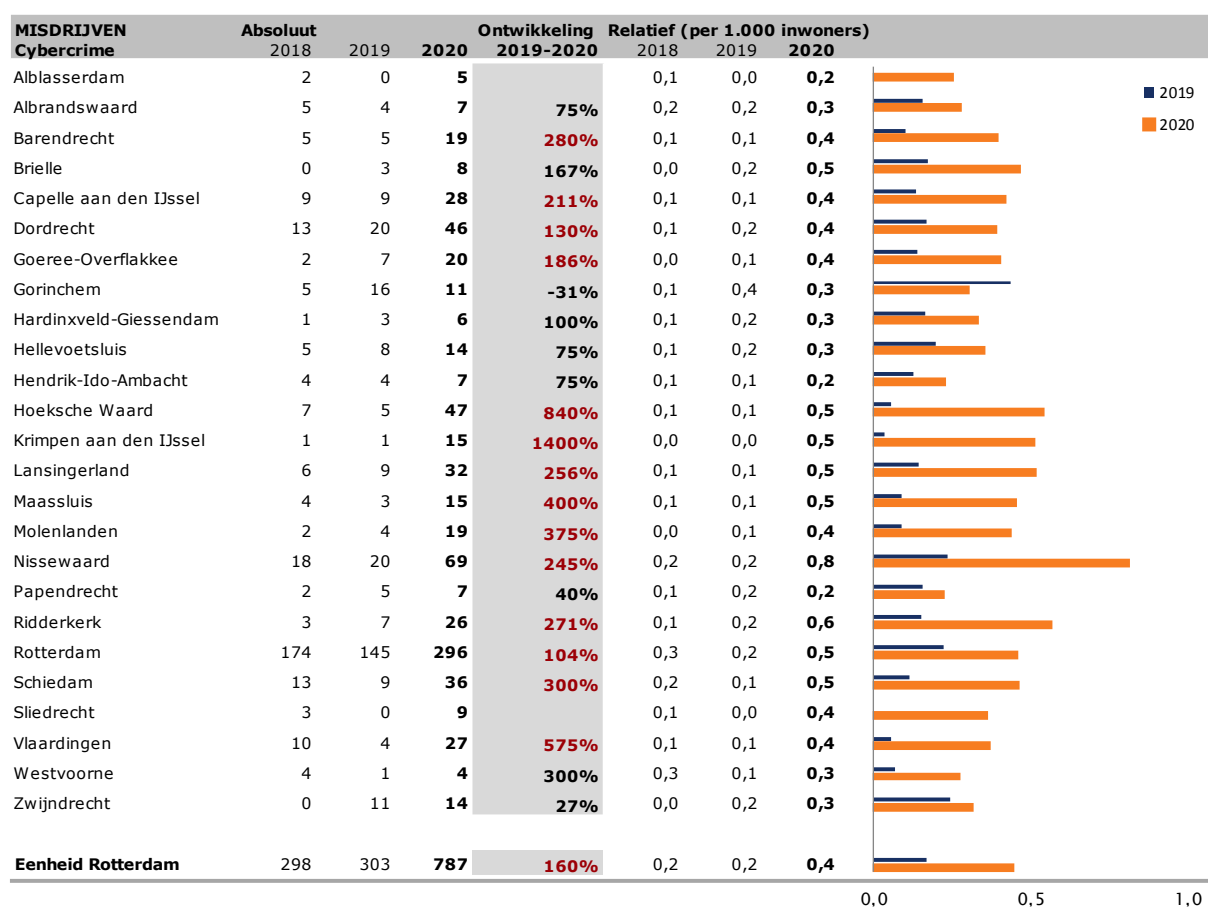 MISDRIJVEN Absoluut Ontwikkeling Relatief (per 1.000 inwoners)
Cybercrime 2018 2019 2020 2019-2020 2018 2019 2020
Alblasserdam 2 0 5 0,1 0,0 0,2
2019
Albrandswaard 5 4 7 75% 0,2 0,2 0,3
2020
Barendrecht 5 5 19 280% 0,1 0,1 0,4
Brielle 0 3 8 167% 0,0 0,2 0,5
Capelle aan den IJssel 9 9 28 211% 0,1 0,1 0,4
Dordrecht 13 20 46 130% 0,1 0,2 0,4
Goeree-Overflakkee 2 7 20 186% 0,0 0,1 0,4
Gorinchem 5 16 11 -31% 0,1 0,4 0,3
Hardinxveld-Giessendam 1 3 6 100% 0,1 0,2 0,3
Hellevoetsluis 5 8 14 75% 0,1 0,2 0,3
Hendrik-Ido-Ambacht 4 4 7 75% 0,1 0,1 0,2
Hoeksche Waard 7 5 47 840% 0,1 0,1 0,5
Krimpen aan den IJssel 1 1 15 1400% 0,0 0,0 0,5
Lansingerland 6 9 32 256% 0,1 0,1 0,5
Maassluis 4 3 15 400% 0,1 0,1 0,5
Molenlanden 2 4 19 375% 0,0 0,1 0,4
Nissewaard 18 20 69 245% 0,2 0,2 0,8
Papendrecht 2 5 7 40% 0,1 0,2 0,2
Ridderkerk 3 7 26 271% 0,1 0,2 0,6
Rotterdam 174 145 296 104% 0,3 0,2 0,5
Schiedam 13 9 36 300% 0,2 0,1 0,5
Sliedrecht 3 0 9 0,1 0,0 0,4
Vlaardingen 10 4 27 575% 0,1 0,1 0,4
Westvoorne 4 1 4 300% 0,3 0,1 0,3
Zwijndrecht 0 11 14 27% 0,0 0,2 0,3
Eenheid Rotterdam 298 303 787 160% 0,2 0,2 0,4
0,0 0,5 1,0